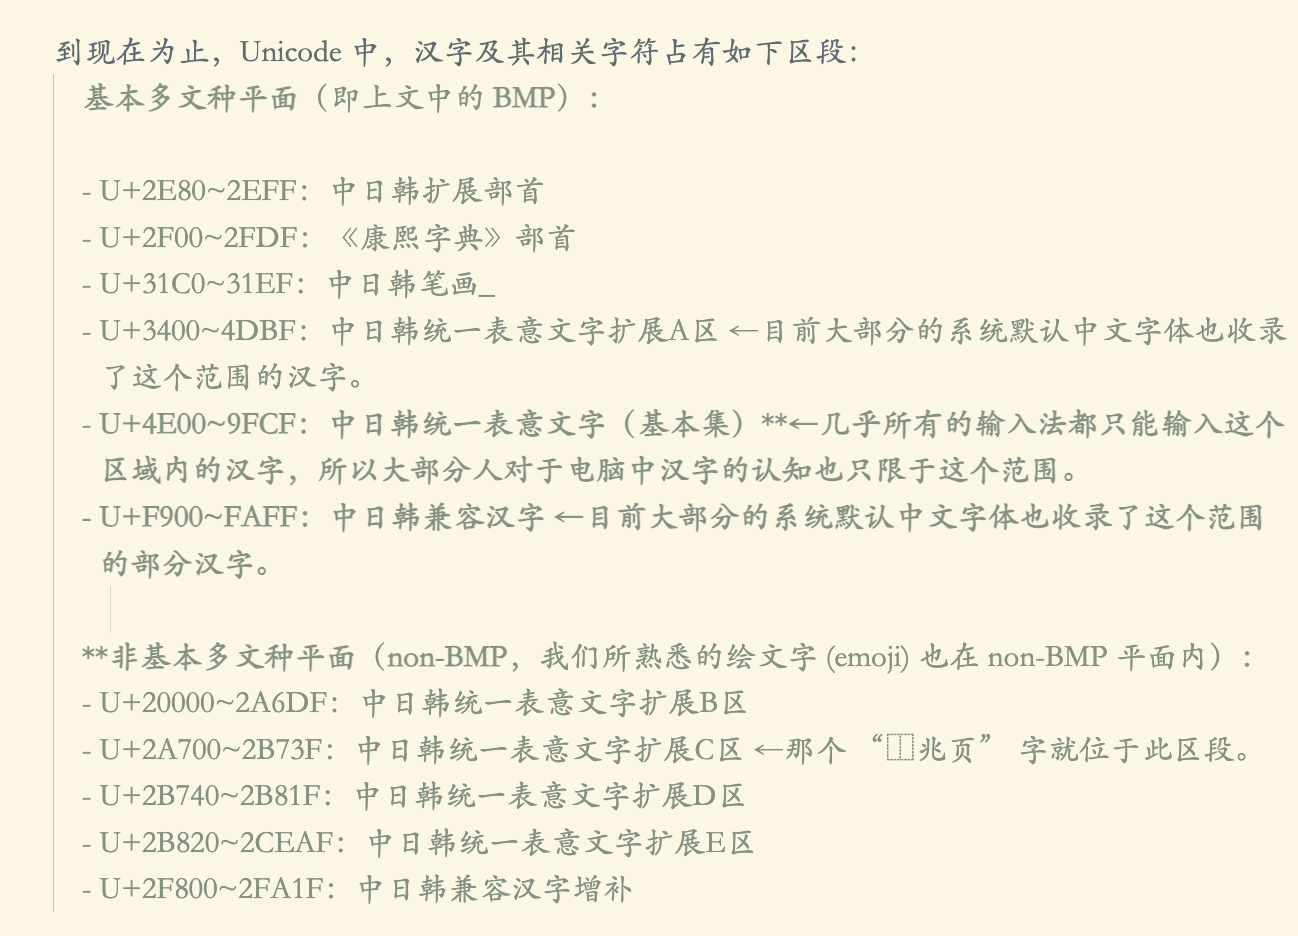 到现在为止，Unicode 中，汉字及其相关字符占有如下区段：
基本多文种平面（即上文中的 BMP）：
- U+2E80~2EFF：中日韩扩展部首
- U+2F00~2FDF：《康熙字典》部首
- U+31C0~31EF：中日韩笔画_
- U+3400~4DBF：中日韩统一表意文字扩展A区 ←目前大部分的系统默认中文字体也收录
了这个范围的汉字。
- U+4E00~9FCF：中日韩统一表意文字（基本集）**←几乎所有的输入法都只能输入这个
区域内的汉字，所以大部分人对于电脑中汉字的认知也只限于这个范围。
- U+F900~FAFF：中日韩兼容汉字 ←目前大部分的系统默认中文字体也收录了这个范围
的部分汉字。
**非基本多文种平面（non-BMP，我们所熟悉的绘文字 (emoji) 也在 non-BMP 平面内）：
- U+20000~2A6DF：中日韩统一表意文字扩展B区
- U+2A700~2B73F：中日韩统一表意文字扩展C区 ←那个 “⿰兆页” 字就位于此区段。
- U+2B740~2B81F：中日韩统一表意文字扩展D区
- U+2B820~2CEAF：中日韩统一表意文字扩展E区
- U+2F800~2FA1F：中日韩兼容汉字增补